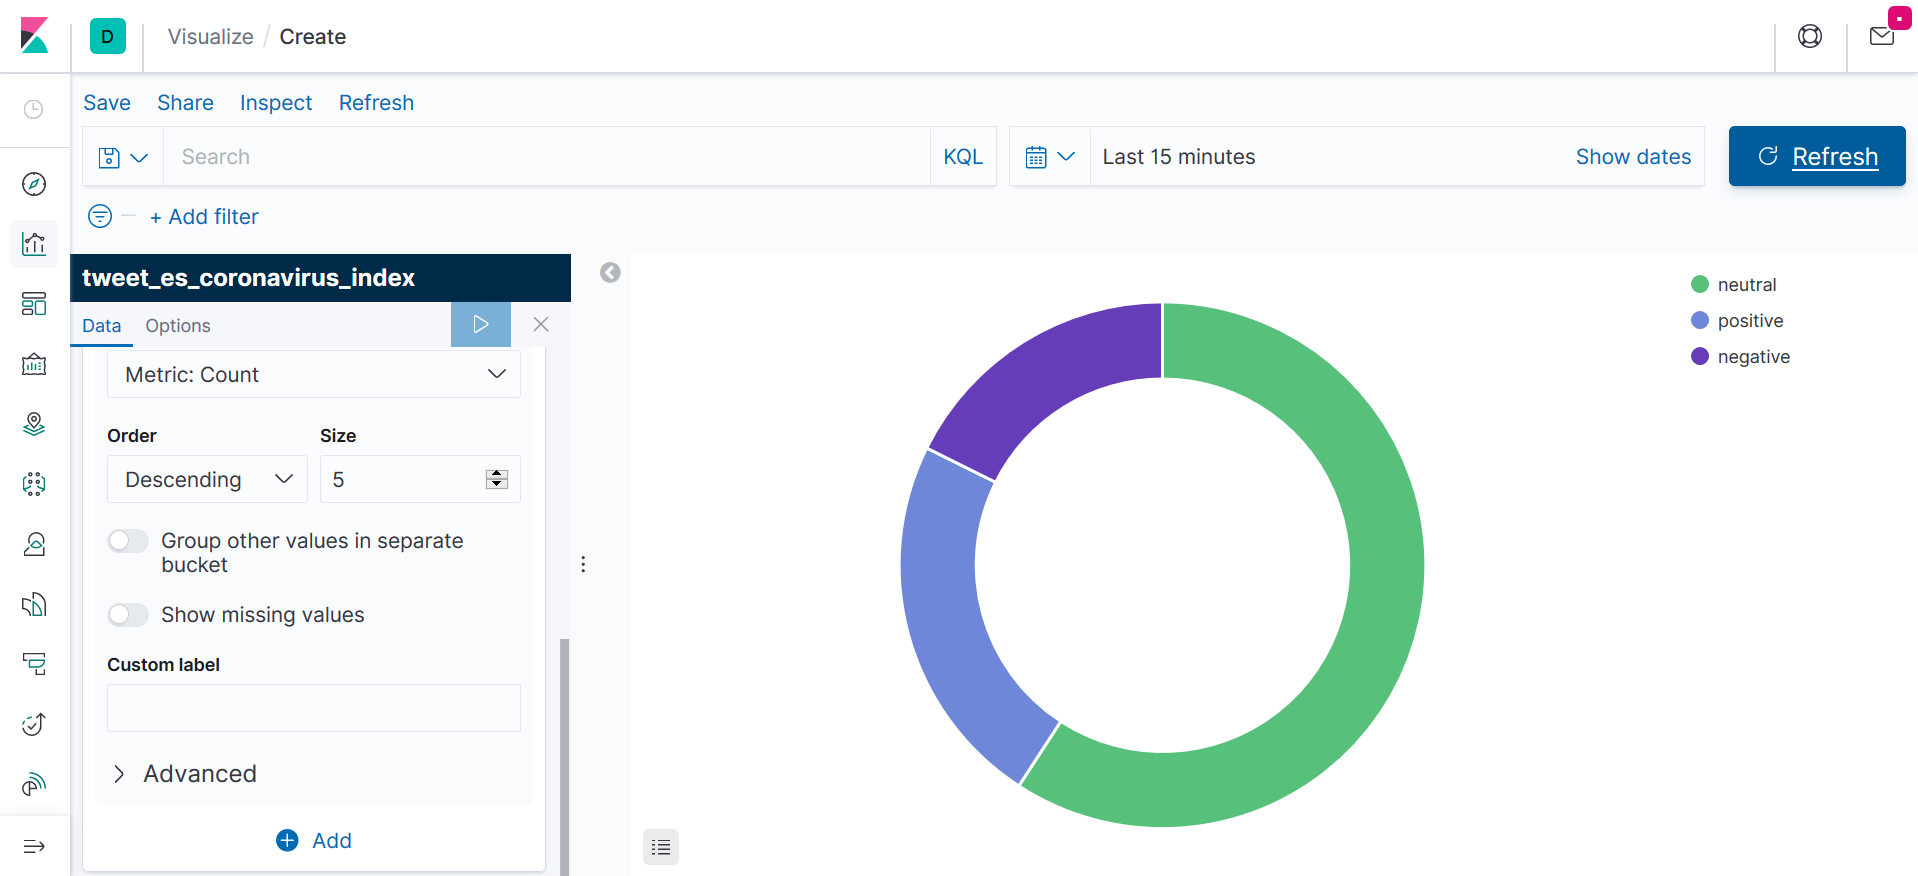 D
Visualize / Create
Save Share Inspect Refresh
Search KQL
Last 15 minutes Show dates
Refresh
+ Add filter
tweet_es_coronavirus_index
Data Options
Metric: Count
Order Size
Descending 5
Group other values in separate
bucket
Show missing values
Custom label
Advanced
Add
neutral
positive
negative